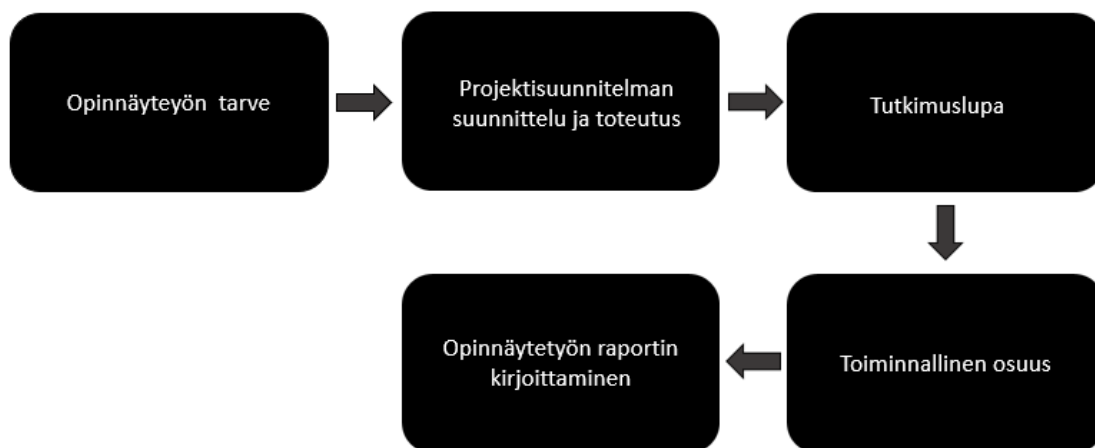 Opinnäyteyön tarve
Projektisuunnitelman
suunnittelu ja toteutus
Tutkimuslupa
Toiminnallinen osuus
Opinnäytetyön raportin
kirjoittaminen